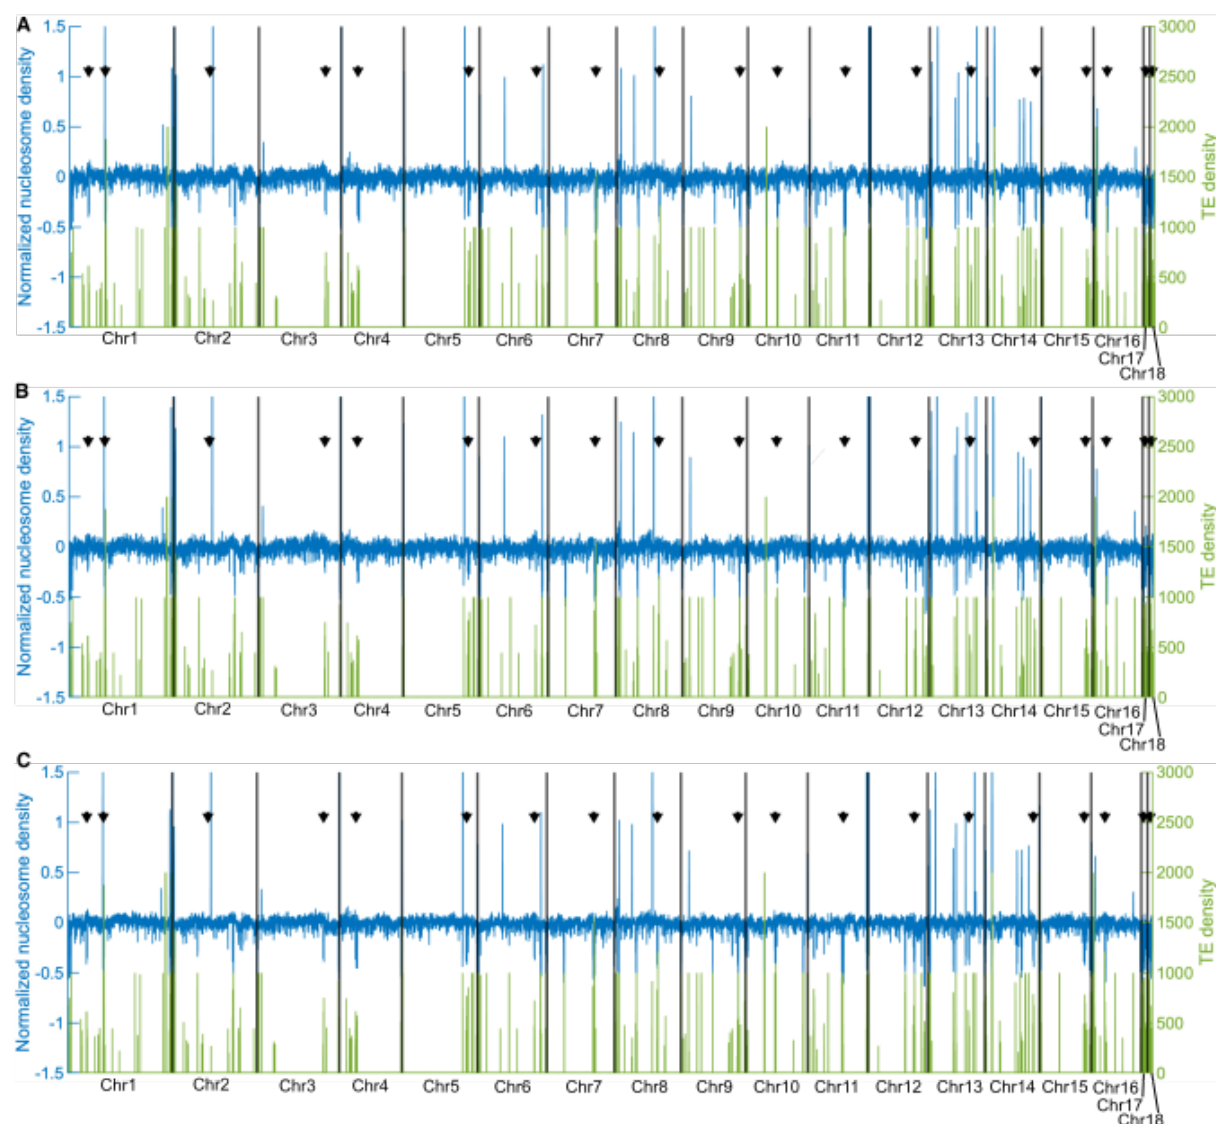 A
Normalized nucleosome density
1.5
1
0.5
0
-0.5
-1
-1.5
3000
2500
2000
1500
1000
500
0
TE density
Chr1 Chr2 Chr3 Chr4 Chr5 Chr6 Chr7 Chr8 Chr9 Chr10 Chr11 Chr12 Chr13 Chr14 Chr15 Chr16
Chr17
Chr18
B
Normalized nucleosome density
1.5
1
0.5
0
-0.5
-1
-1.5
3000
2500
2000
1500
1000
500
0
TE density
Chr1 Chr2 Chr3 Chr4 Chr5 Chr6 Chr7 Chr8 Chr9 Chr10 Chr11 Chr12 Chr13 Chr14 Chr15 Chr16
Chr17
Chr18
C
Normalized nucleosome density
1.5
1
0.5
0
-0.5
-1
-1.5
3000
2500
2000
1500
1000
500
0
TE density
Chr1 Chr2 Chr3 Chr4 Chr5 Chr6 Chr7 Chr8 Chr9 Chr10 Chr11 Chr12 Chr13 Chr14 Chr15 Chr16
Chr17
Chr18